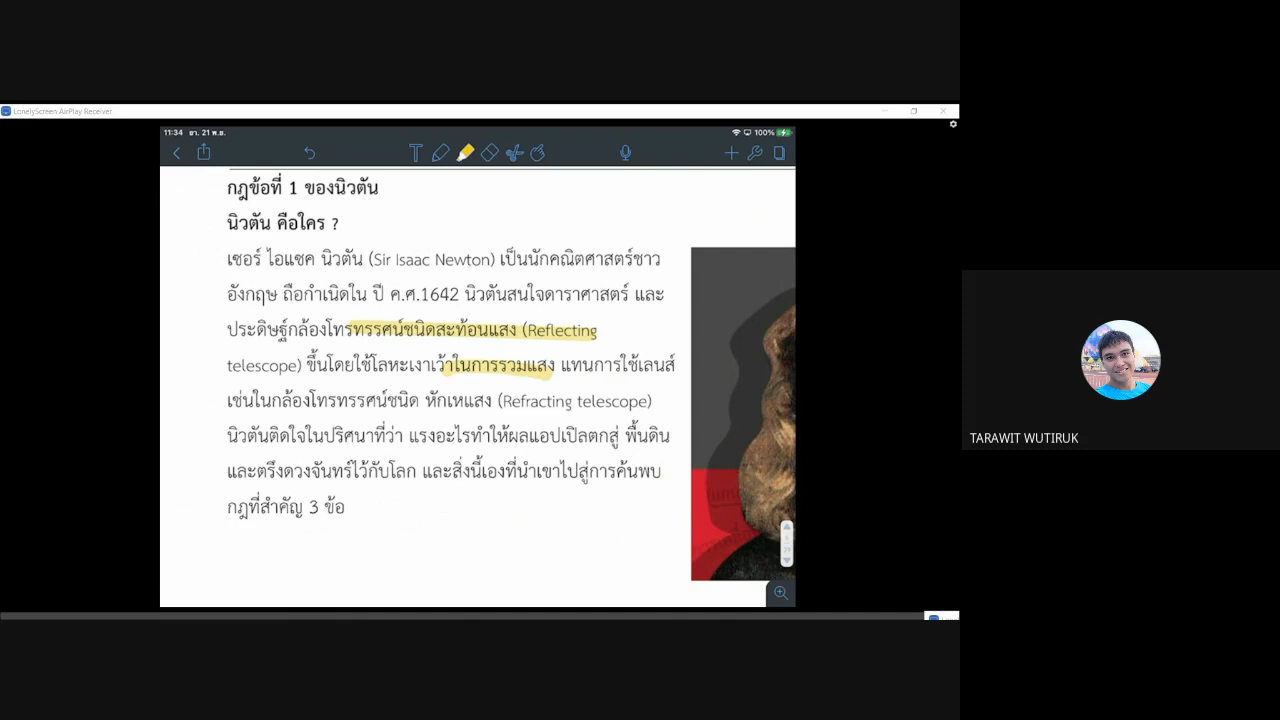 LonelyScreen AirPlay Receiver
11:34 อา. 21 พ.ย.
100%
กฎข้อที่ 1 ของนิวตัน
นิวตัน คือใคร ?
เซอร์ ไอแซค นิวตัน (Sir Isaac Newton) เป็นนักคณิตศาสตร์ชาว
อังกฤษ ถือกำเนิดใน ปี ค.ศ.1642 นิวตันสนใจดาราศาสตร์ และ
ประดิษฐ์กล้องโทรทรรศน์ชนิดสะท้อนแสง (Reflecting
telescope) ขึ้นโดยใช้โลหะเงาเว้าในการรวมแสง แทนการใช้เลนส์
เช่นในกล้องโทรทรรศน์ชนิด หักเหแสง (Refracting telescope)
นิวตันติดใจในปริศนาที่ว่า แรงอะไรทำให้ผลแอปเปิลตกสู่ พื้นดิน
และตรึงดวงจันทร์ไว้กับโลก และสิ่งนี้เองที่นำเขาไปสู่การค้นพบ
กฎที่สำคัญ 3 ข้อ
TARAWIT WUTIRUK